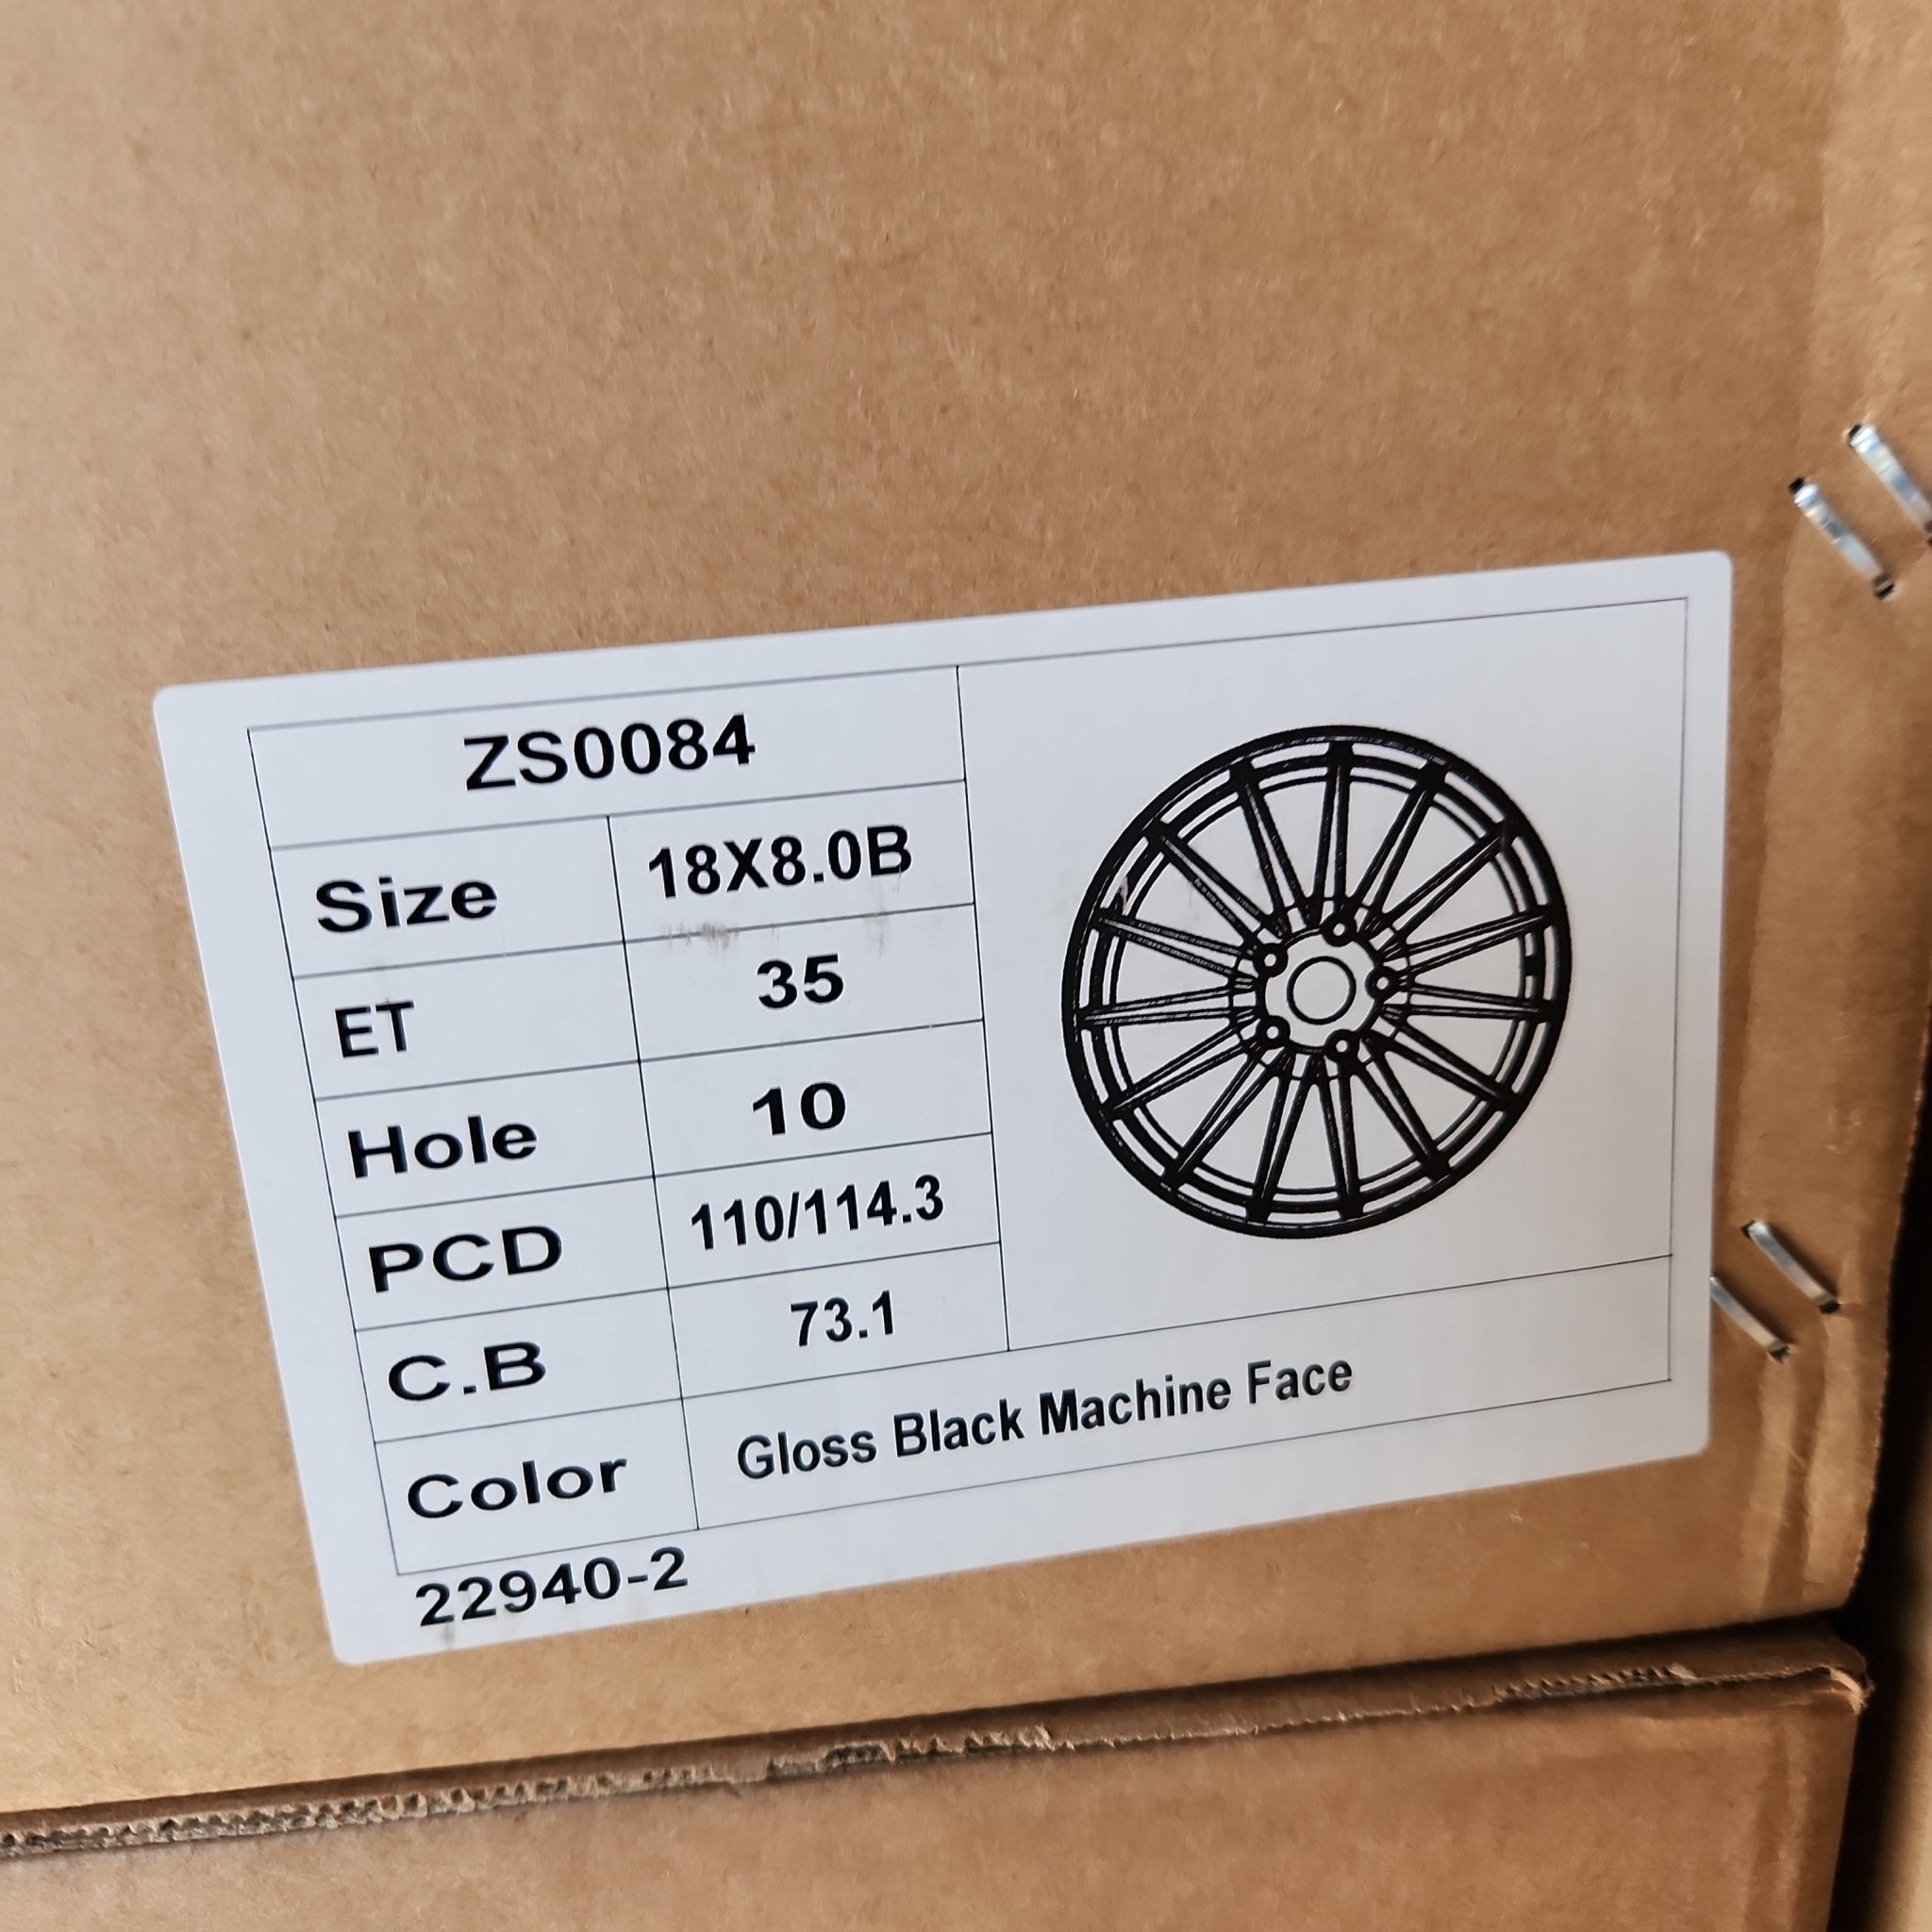 ZS0084
Size 18X8.0B
ET 35
Hole 10
PCD 110/114.3
C.B 73.1
Color Gloss Black Machine Face
22940-2